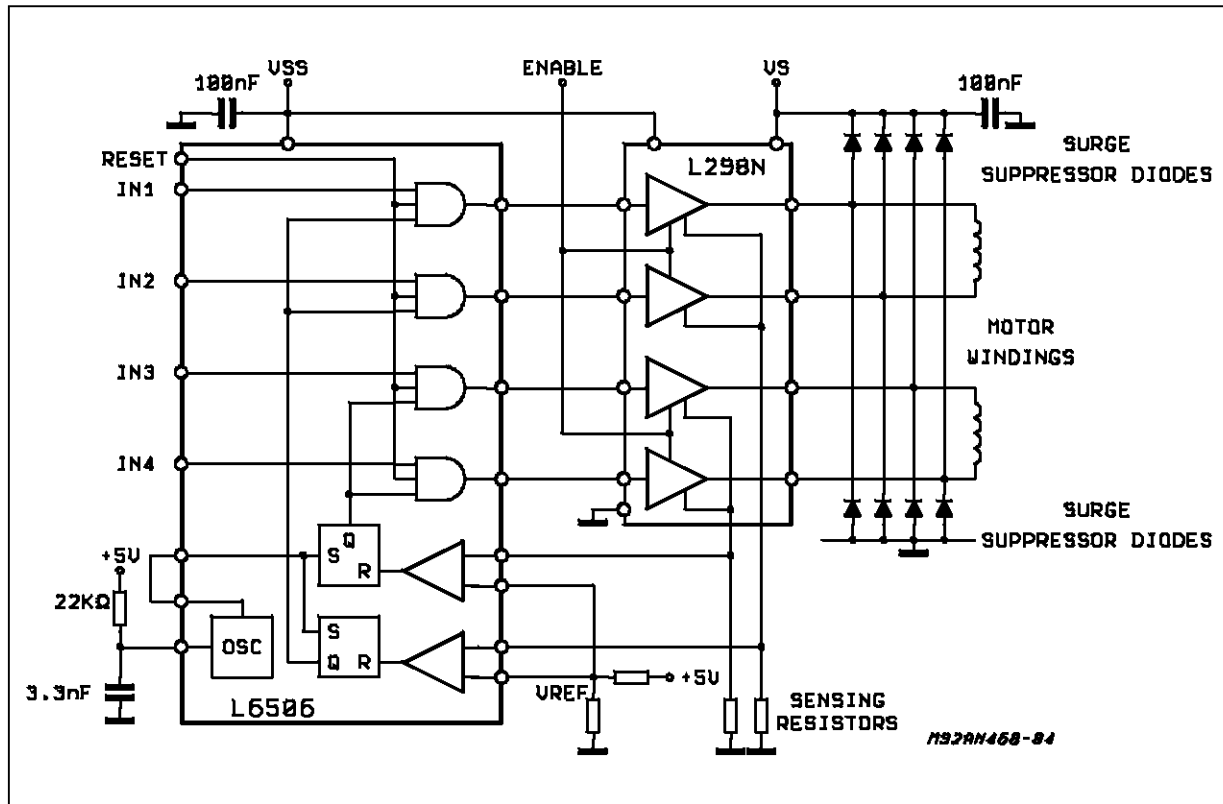 VSS
ENABLE
VS
100nF
100nF
RESET
L298N
SURGE
SUPPRESSOR DIODES
IN1
IN2
MOTOR
WINDINGS
IN3
IN4
SURGE
SUPPRESSOR DIODES
+5V
S
Q
R
22KΩ
OSC
S
Q
R
3.3nF
L6506
VREF
+5V
SENSING
RESISTORS
M92AN468-04